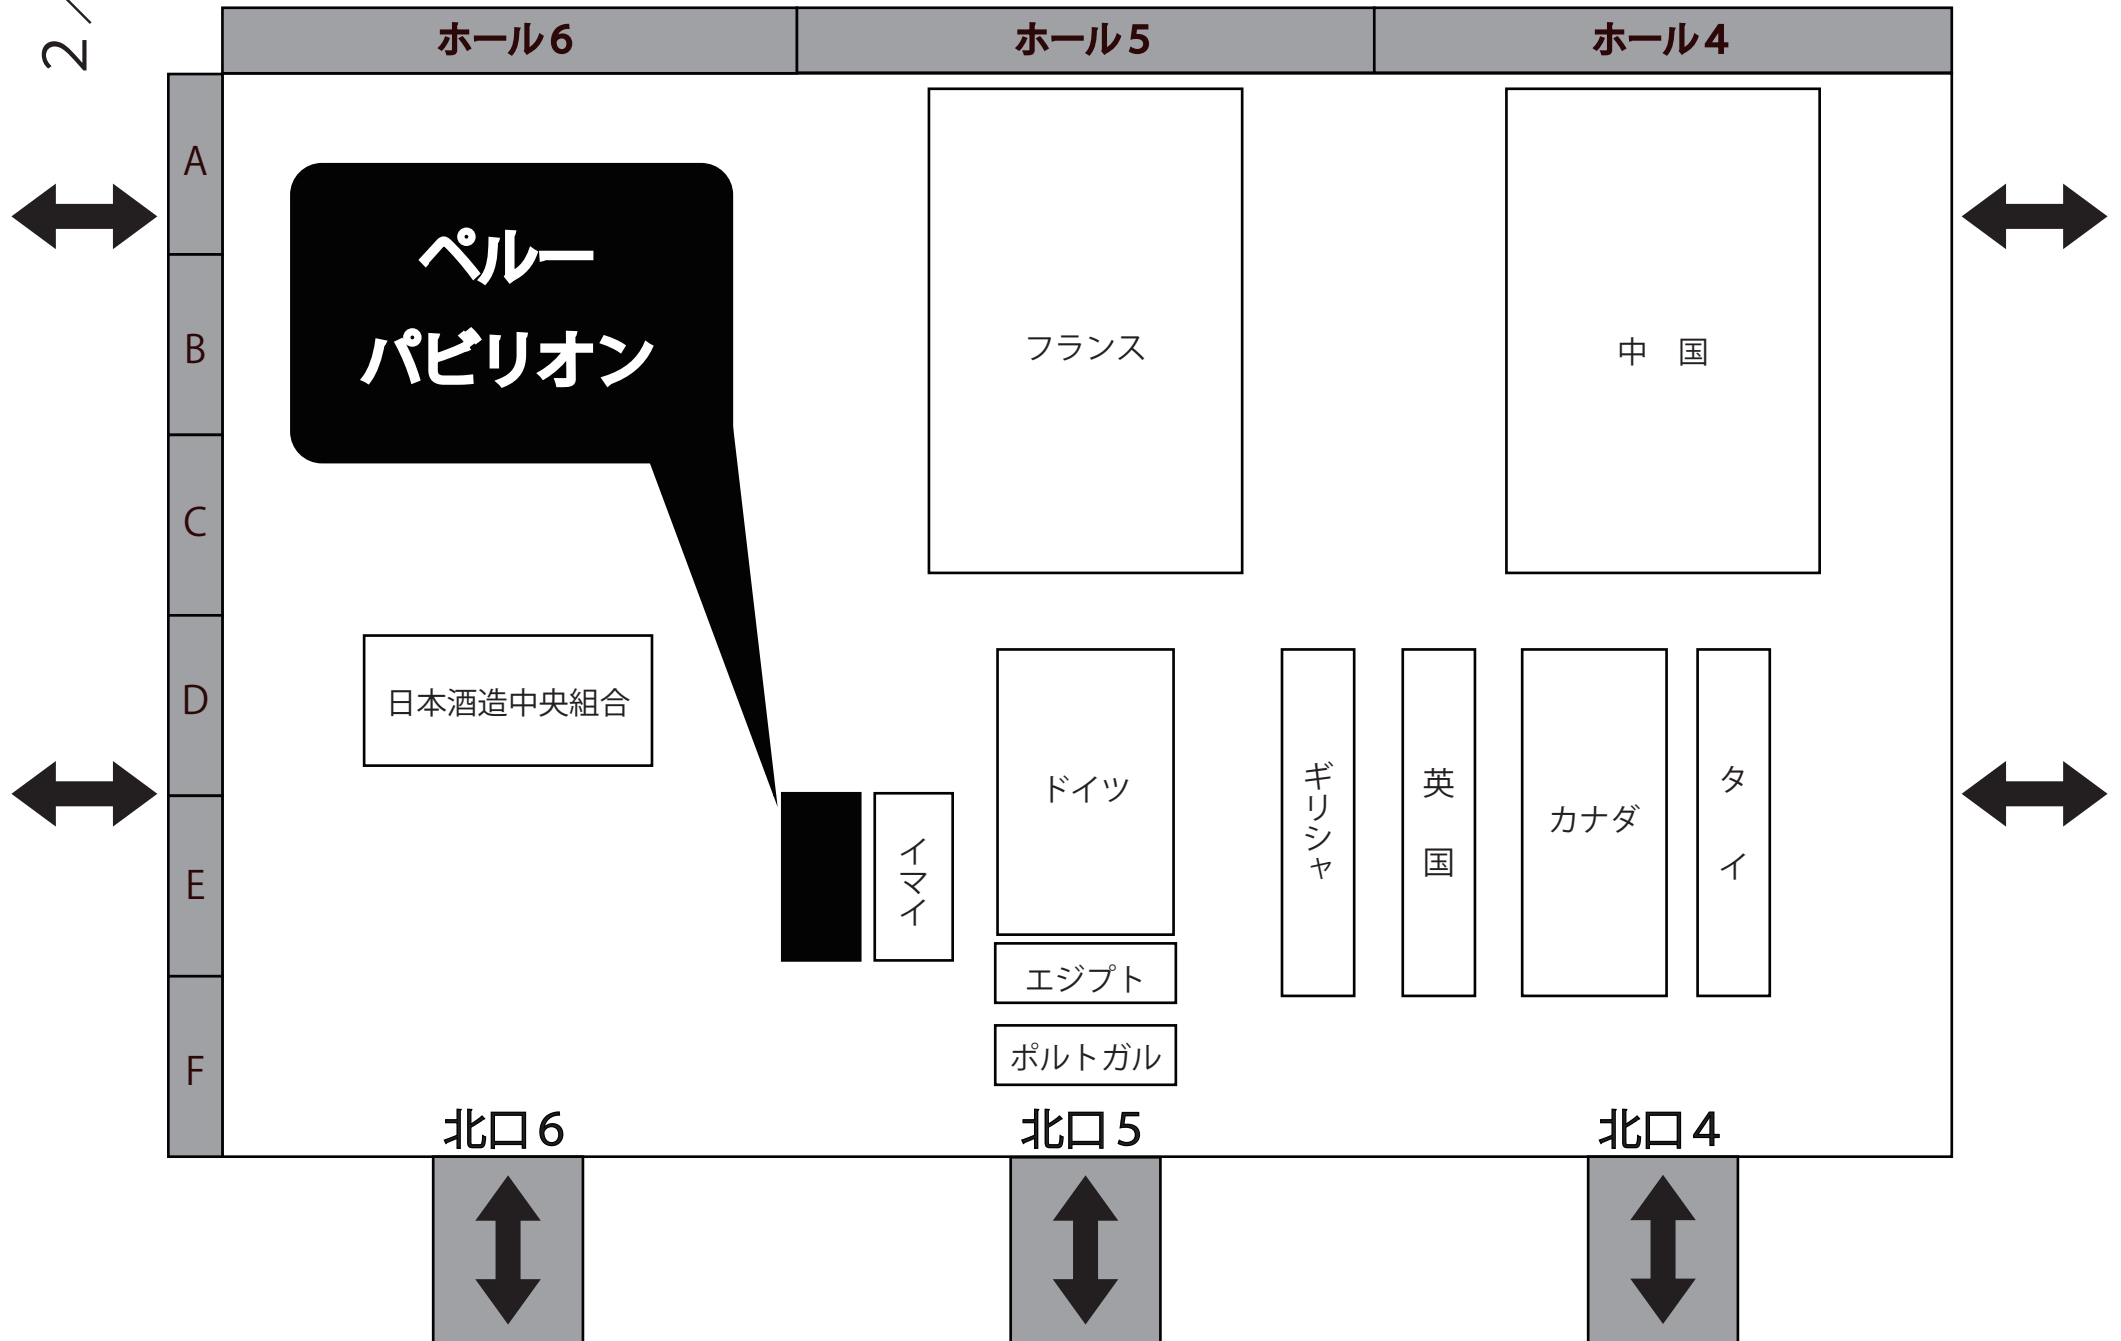 2
ホール6
ホール5
ホール4
A
B
C
D
E
F
ペルー
パビリオン
フランス
中 国
日本酒造中央組合
イマイ
ドイツ
エジプト
ポルトガル
ギリシャ
英 国
カナダ
タ イ
北口6
北口5
北口4